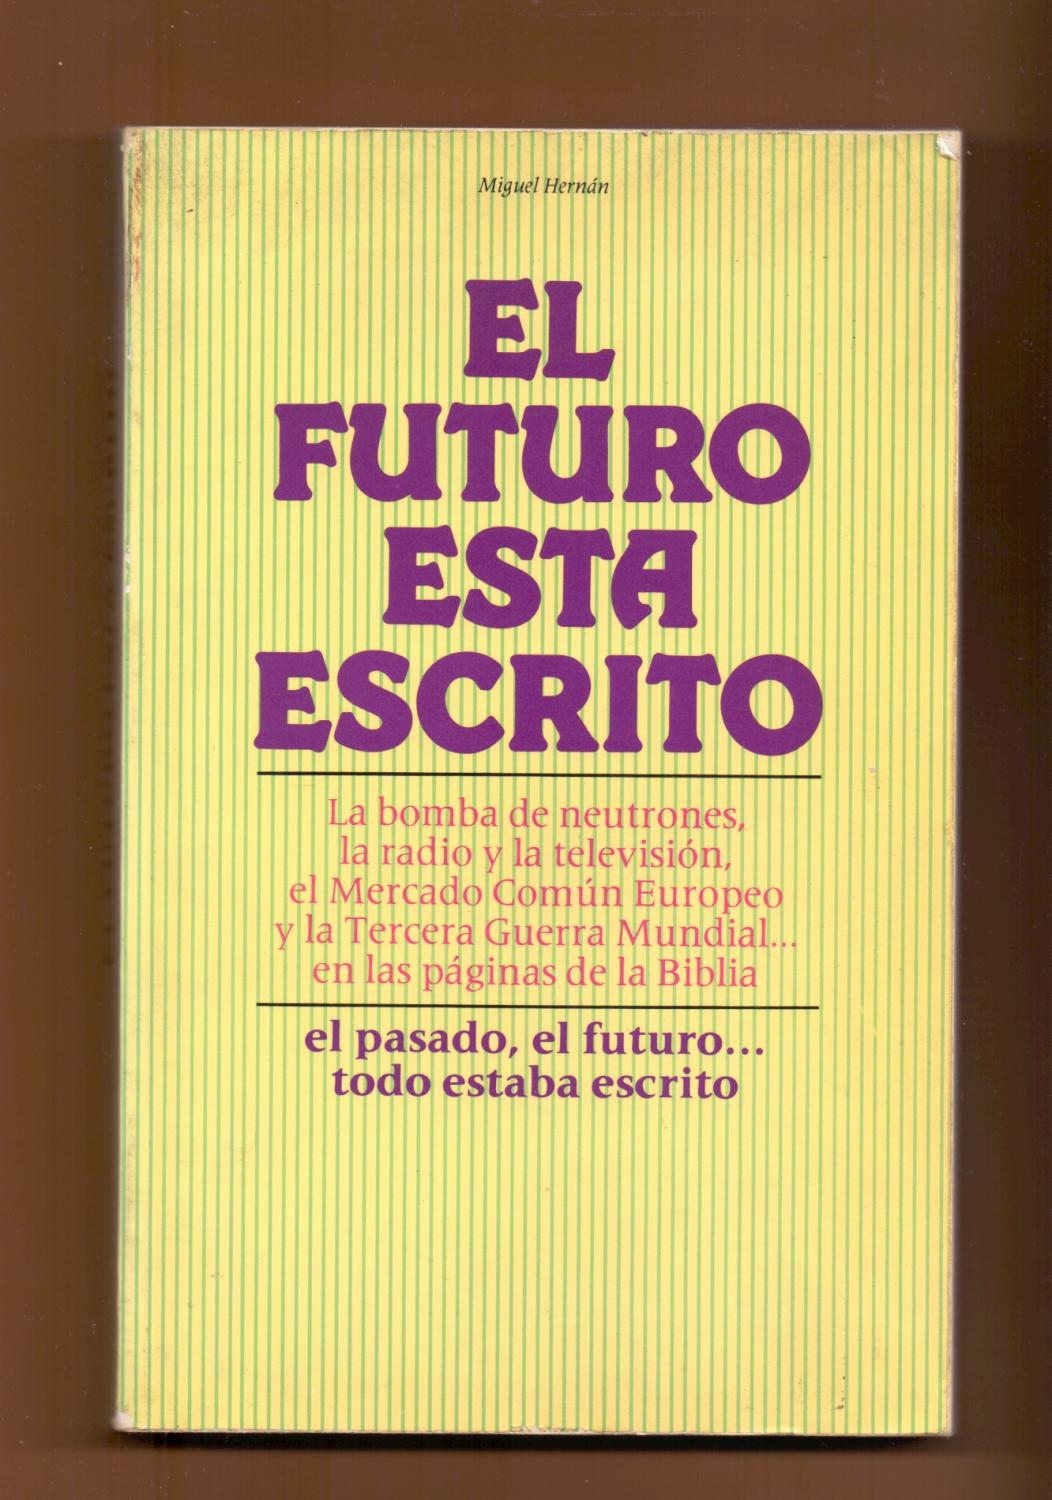 Miguel Hernán
EL
FUTURO
ESTA
ESCRITO
La bomba de neutrones,
la radio y la televisión,
el Mercado Común Europeo
y la Tercera Guerra Mundial...
en las páginas de la Biblia
el pasado, el futuro...
todo estaba escrito